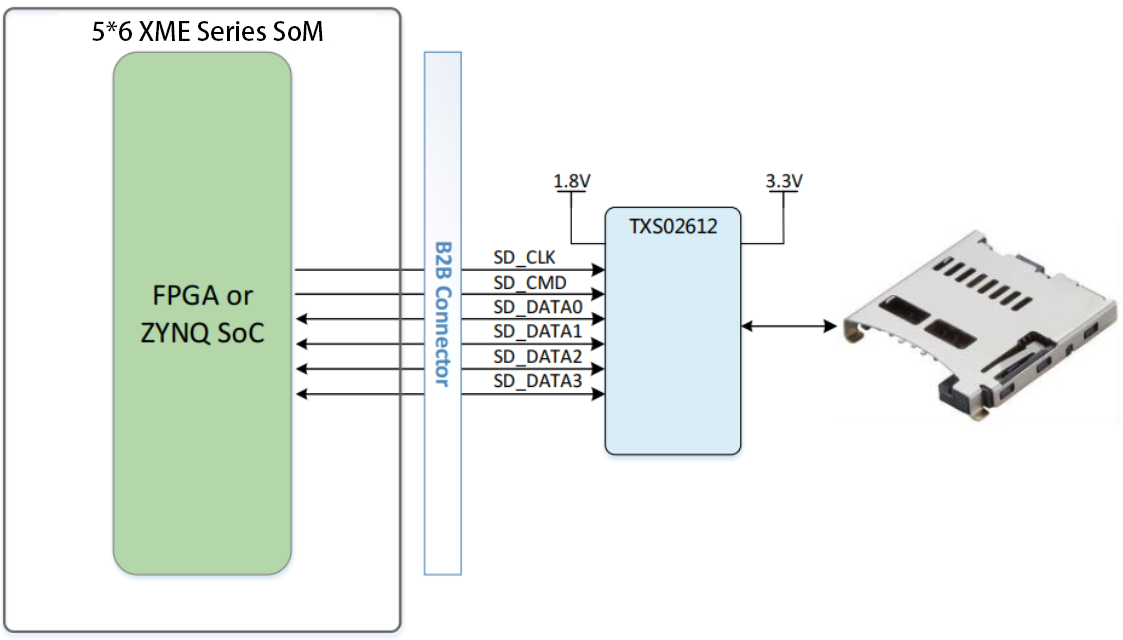 5*6 XME Series SoM
FPGA or
ZYNQ SoC
B2B Connector
1.8V
3.3V
TXS02612
SD_CLK
SD_CMD
SD_DATA0
SD_DATA1
SD_DATA2
SD_DATA3